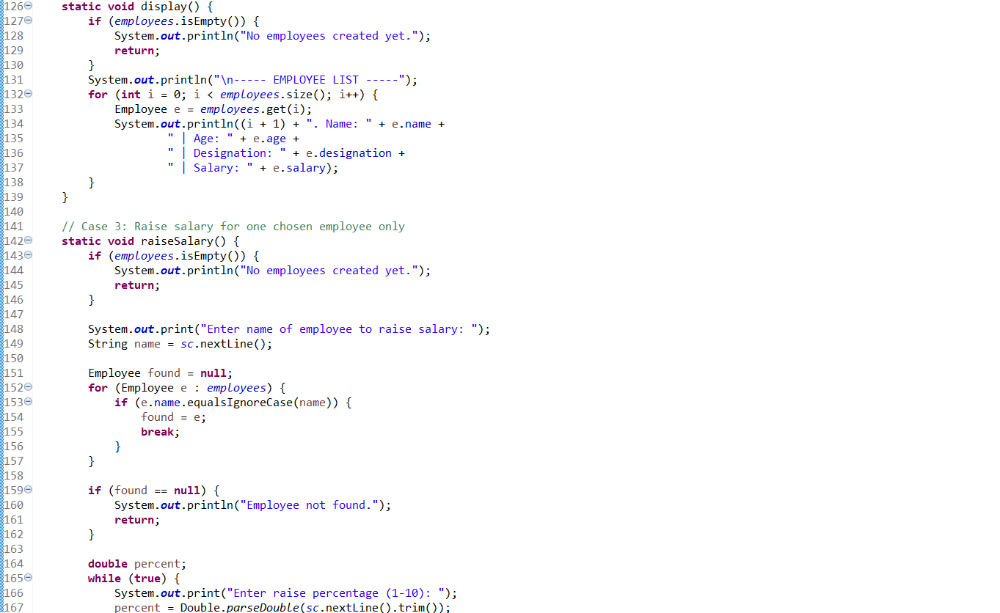 126 static void display() {
127 if (employees.isEmpty()) {
128 System.out.println("No employees created yet.");
129 return;
130 }
131 System.out.println("\n----- EMPLOYEE LIST -----");
132 for (int i = 0; i < employees.size(); i++) {
133 Employee e = employees.get(i);
134 System.out.println((i + 1) + ". Name: " + e.name +
135 " | Age: " + e.age +
136 " | Designation: " + e.designation +
137 " | Salary: " + e.salary);
138 }
139 }
140
141 // Case 3: Raise salary for one chosen employee only
142 static void raiseSalary() {
143 if (employees.isEmpty()) {
144 System.out.println("No employees created yet.");
145 return;
146 }
147
148 System.out.print("Enter name of employee to raise salary: ");
149 String name = sc.nextLine();
150
151 Employee found = null;
152 for (Employee e : employees) {
153 if (e.name.equalsIgnoreCase(name)) {
154 found = e;
155 break;
156 }
157 }
158
159 if (found == null) {
160 System.out.println("Employee not found.");
161 return;
162 }
163
164 double percent;
165 while (true) {
166 System.out.print("Enter raise percentage (1-10): ");
167 percent = Double.parseDouble(sc.nextLine().trim());